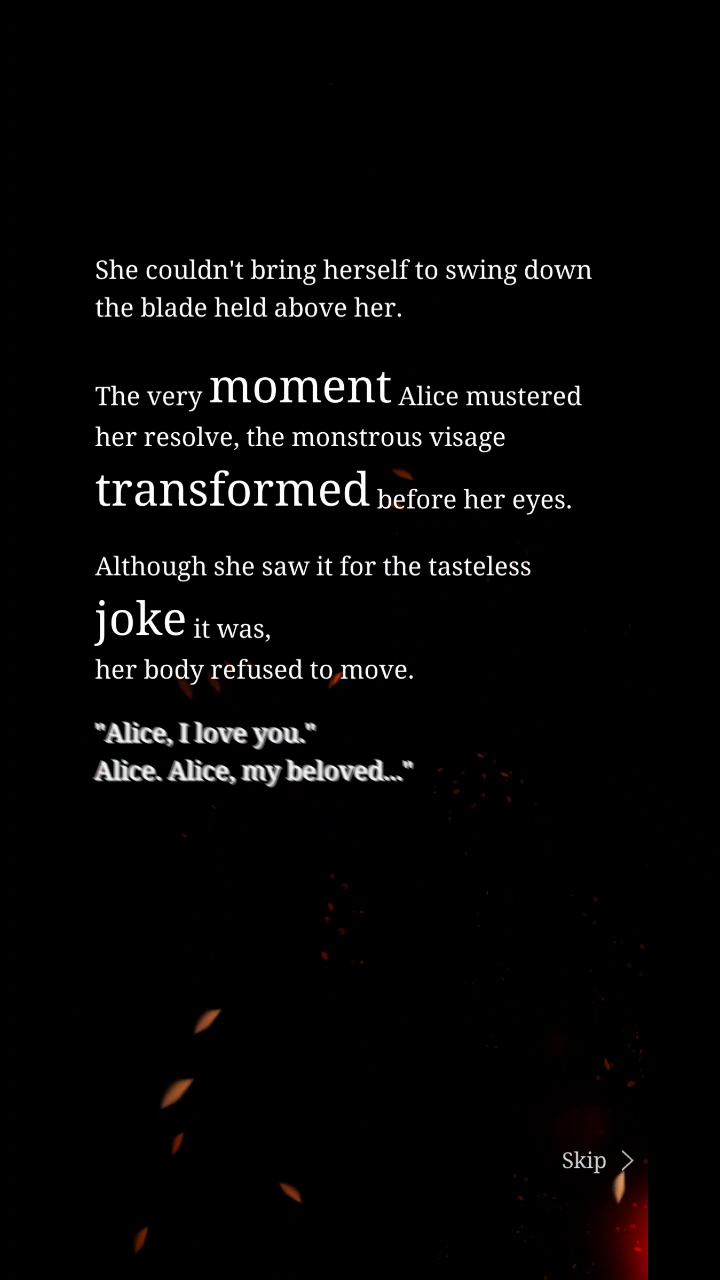 She couldn't bring herself to swing down
the blade held above her.
The very moment Alice mustered
her resolve, the monstrous visage
transformed before her eyes.
Although she saw it for the tasteless
joke it was,
her body refused to move.
"Alice, I love you."
Alice. Alice, my beloved..."
Skip >